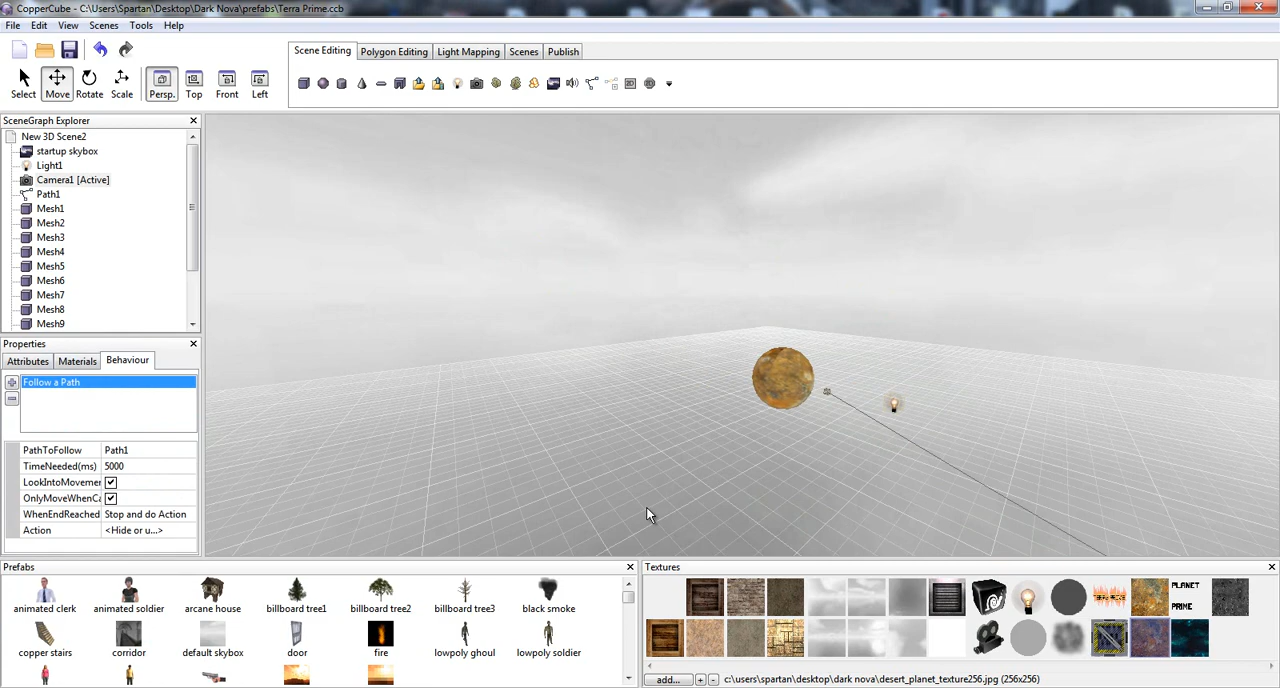 CopperCube - C:\Users\Spartan\Desktop\Dark Nova\prefabs\Terra Prime.ccb
File Edit View Scenes Tools Help
Scene Editing Polygon Editing Light Mapping Scenes Publish
Select Move Rotate Scale Persp. Top Front Left
SceneGraph Explorer
New 3D Scene2
startup skybox
Light1
Camera1 [Active]
Path1
Mesh1
Mesh2
Mesh3
Mesh4
Mesh5
Mesh6
Mesh7
Mesh8
Mesh9
Properties
Attributes Materials Behaviour
Follow a Path
PathToFollow Path1
TimeNeeded(ms) 5000
LookIntoMovemer
OnlyMoveWhenCa
WhenEndReached Stop and do Action
Action <Hide or u...>
Prefabs
animated clerk animated soldier arcane house billboard tree1 billboard tree2 billboard tree3 black smoke
copper stairs corridor default skybox door fire lowpoly ghoul lowpoly soldier
Textures
PLANET
PRIME
add... + - c:\users\spartan\desktop\dark nova\desert_planet_texture256.jpg (256x256)